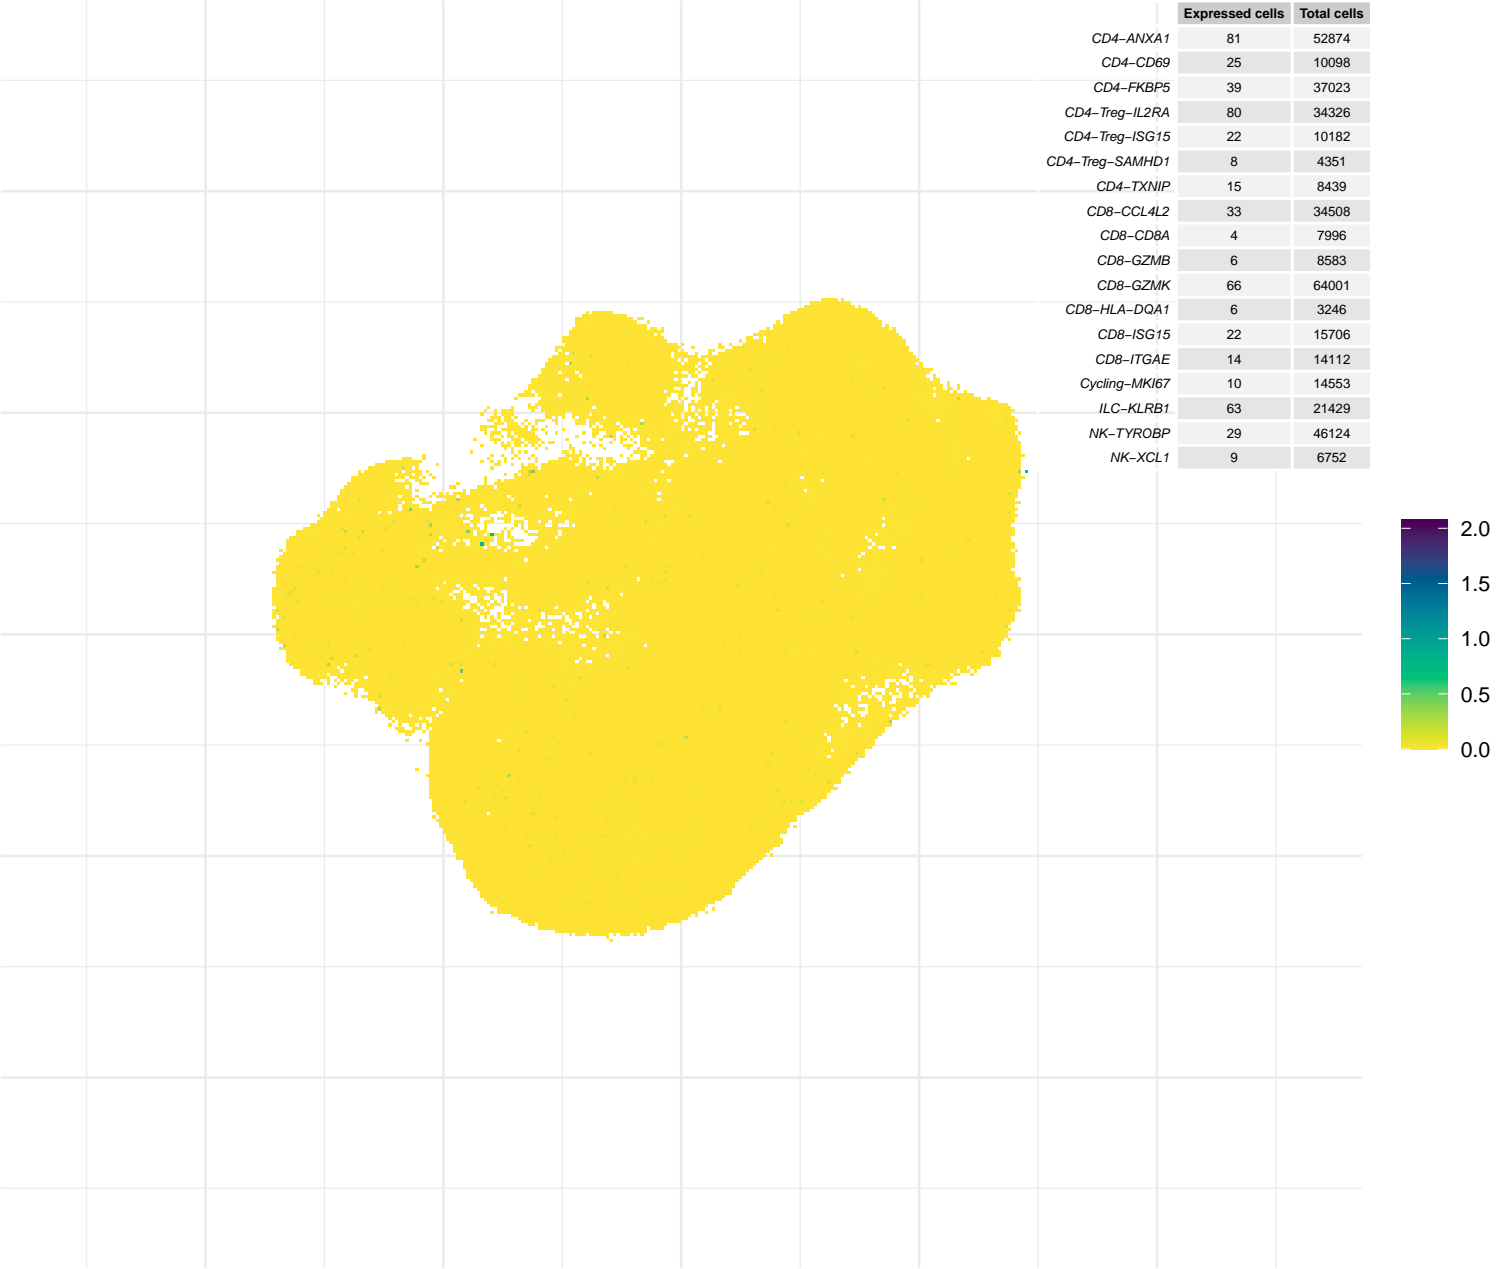 Expressed cells Total cells
CD4−ANXA1 81 52874
CD4−CD69 25 10098
CD4−FKBP5 39 37023
CD4−Treg−IL2RA 80 34326
CD4−Treg−ISG15 22 10182
CD4−Treg−SAMHD1 8 4351
CD4−TXNIP 15 8439
CD8−CCL4L2 33 34508
CD8−CD8A 4 7996
CD8−GZMB 6 8583
CD8−GZMK 66 64001
CD8−HLA−DQA1 6 3246
CD8−ISG15 22 15706
CD8−ITGAE 14 14112
Cycling−MKI67 10 14553
ILC−KLRB1 63 21429
NK−TYROBP 29 46124
NK−XCL1 9 6752
2.0
1.5
1.0
0.5
0.0